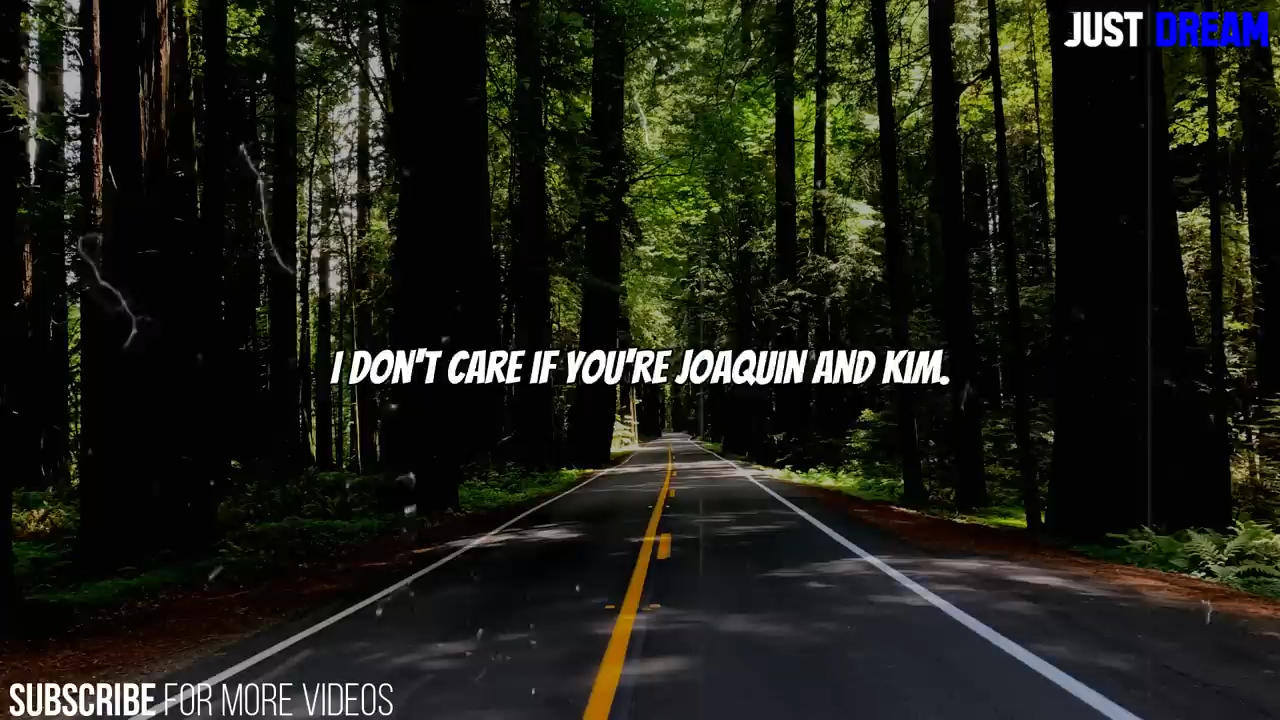 JUST DREAM
I DON'T CARE IF YOU'RE JOAQUIN AND KIM.
SUBSCRIBE FOR MORE VIDEOS